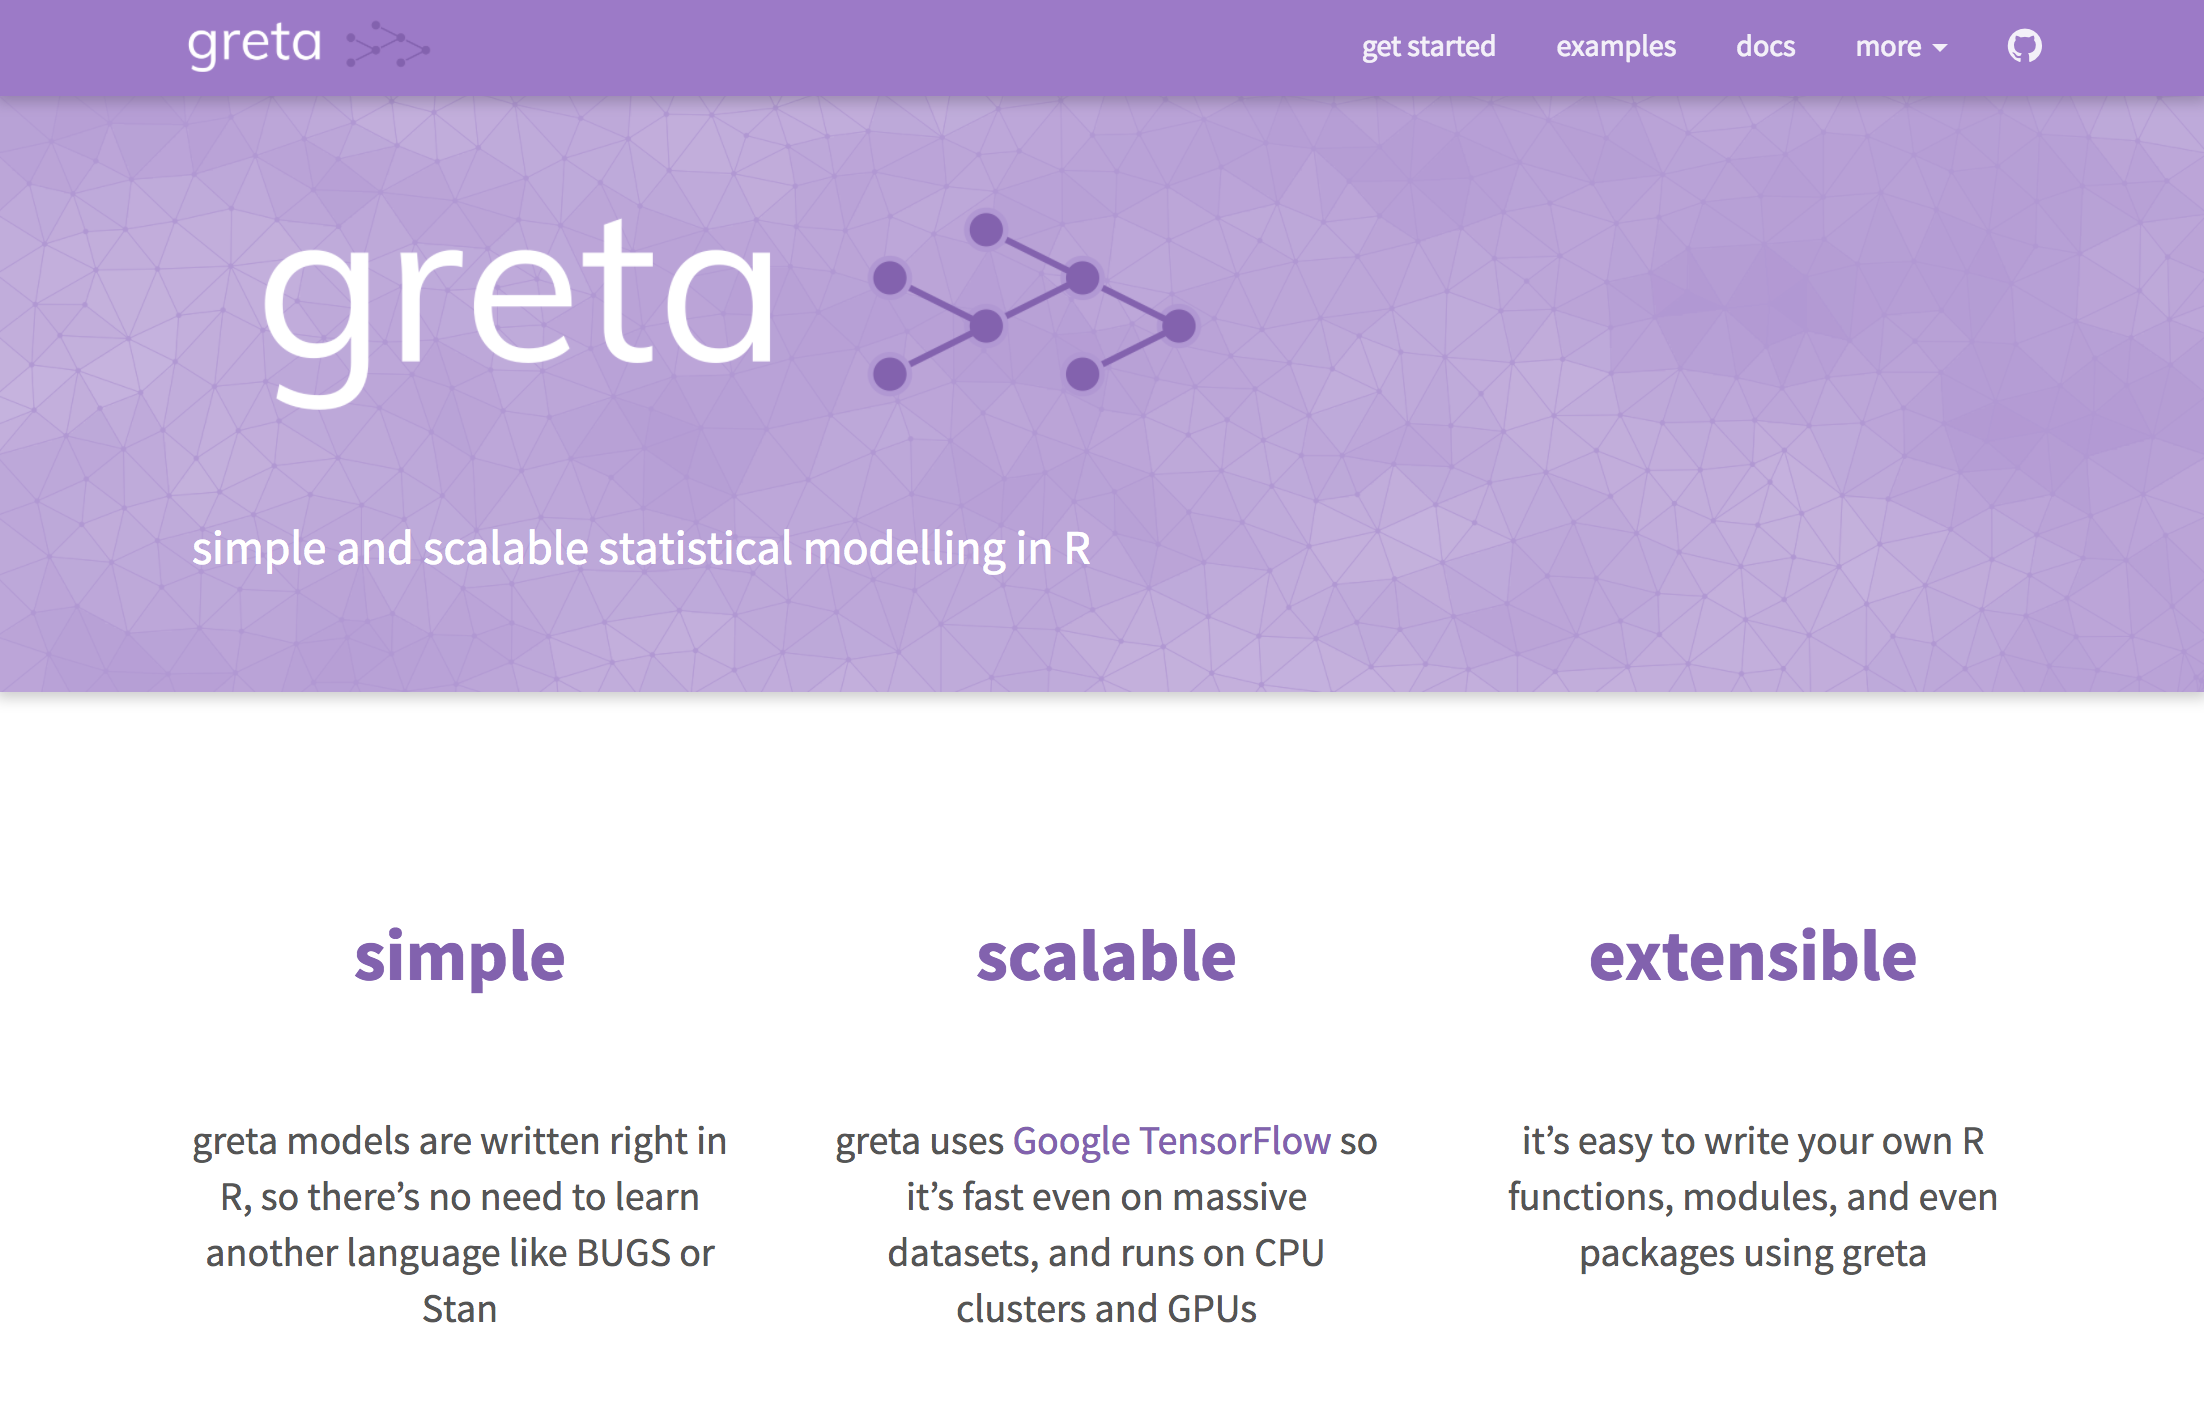 greta
get started
examples
docs
more
greta
simple and scalable statistical modelling in R
simple
greta models are written right in
R, so there’s no need to learn
another language like BUGS or
Stan
scalable
greta uses Google TensorFlow so
it’s fast even on massive
datasets, and runs on CPU
clusters and GPUs
extensible
it’s easy to write your own R
functions, modules, and even
packages using greta